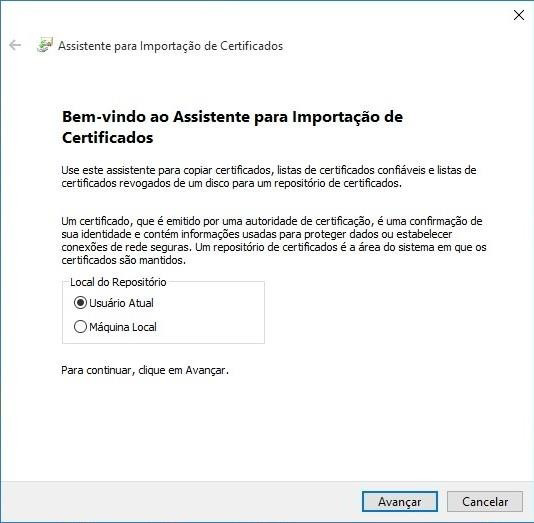 Assistente para Importação de Certificados
Bem-vindo ao Assistente para Importação de
Certificados
Use este assistente para copiar certificados, listas de certificados confiáveis e listas de
certificados revogados de um disco para um repositório de certificados.
Um certificado, que é emitido por uma autoridade de certificação, é uma confirmação de
sua identidade e contém informações usadas para proteger dados ou estabelecer
conexões de rede seguras. Um repositório de certificados é a área do sistema em que os
certificados são mantidos.
Local do Repositório
Usuário Atual
Máquina Local
Para continuar, clique em Avançar.
Avançar
Cancelar